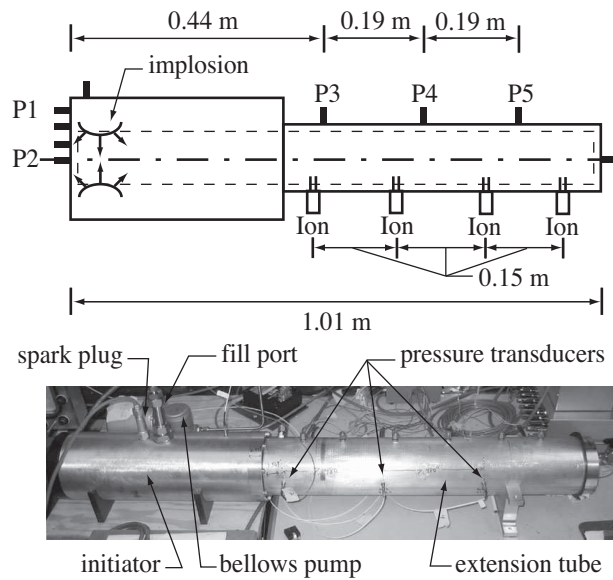 0.44 m 0.19 m 0.19 m
implosion
P1 P3 P4 P5
P2
Ion Ion Ion Ion
0.15 m
1.01 m
spark plug fill port pressure transducers
initiator bellows pump extension tube